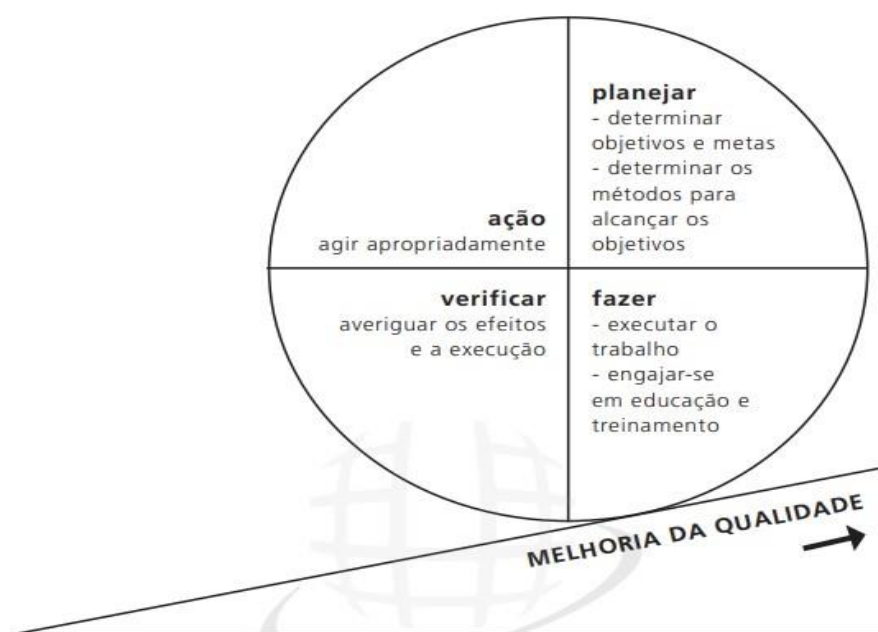 planejar
- determinar
objetivos e metas
- determinar os
métodos para
alcançar os
objetivos
ação
agir apropriadamente
verificar
averiguar os efeitos
e a execução
fazer
- executar o
trabalho
- engajar-se
em educação e
treinamento
MELHORIA DA QUALIDADE